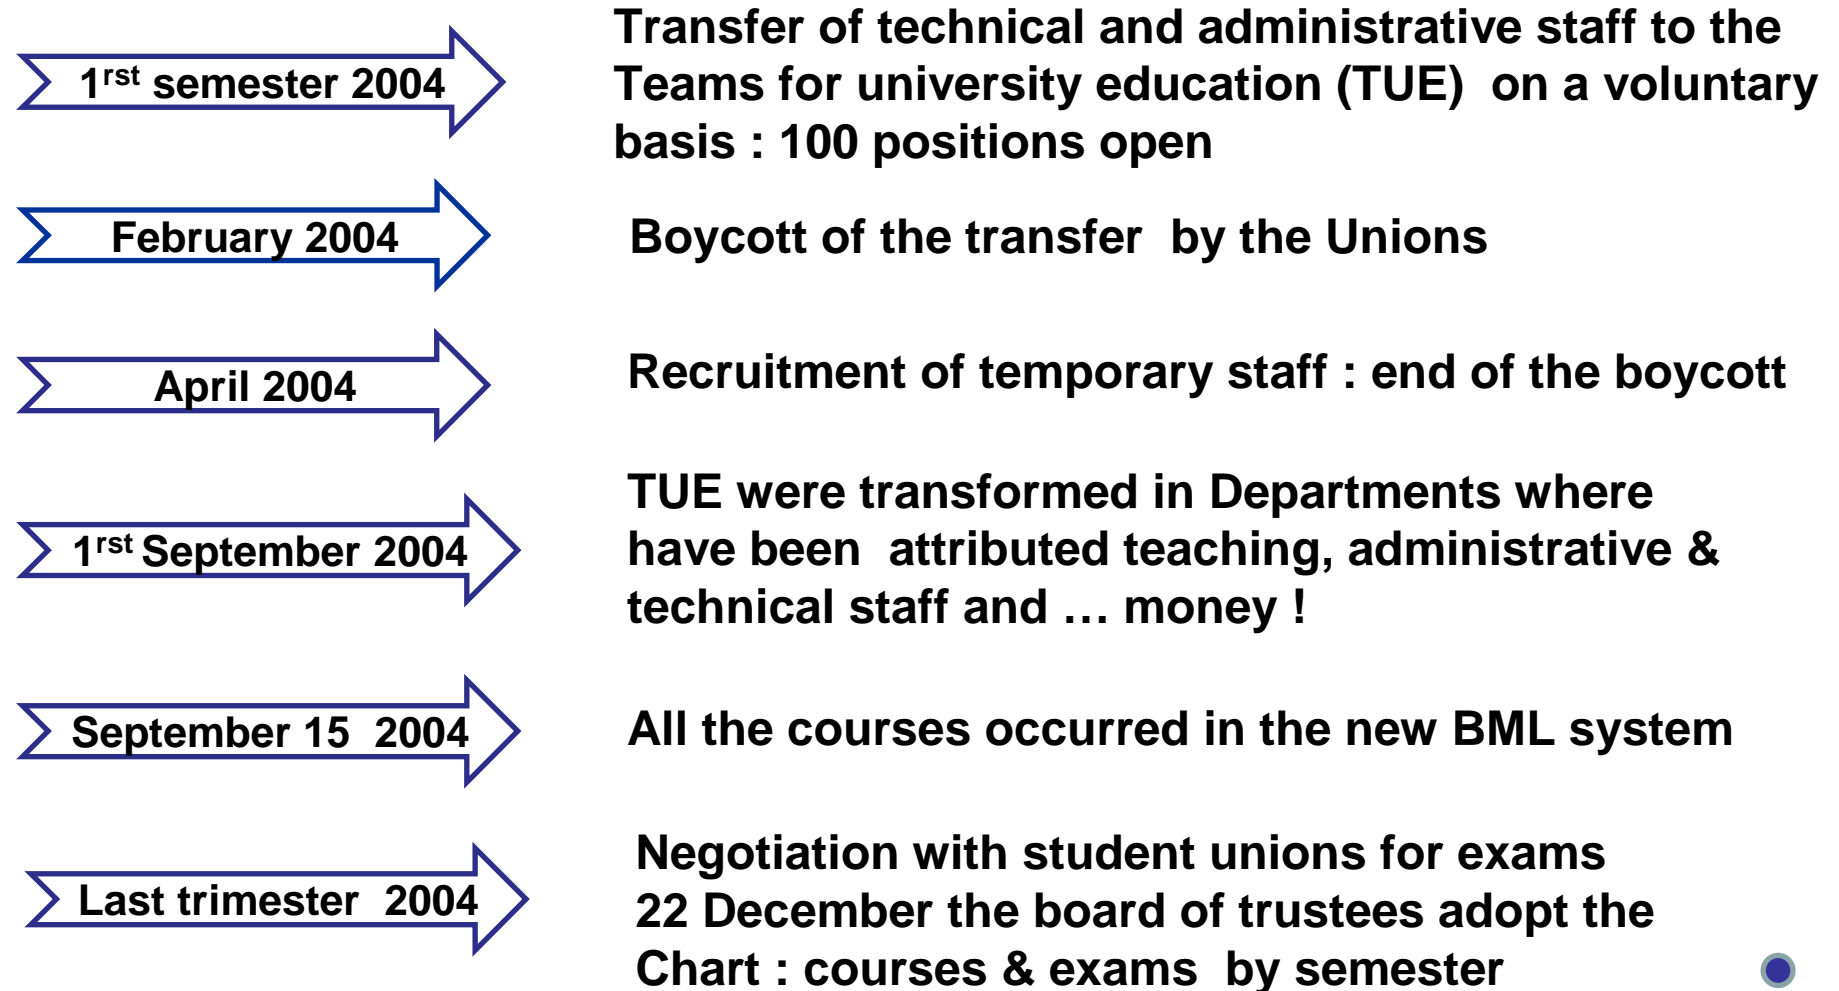 1rst semester 2004
Transfer of technical and administrative staff to the
Teams for university education (TUE) on a voluntary
basis : 100 positions open
February 2004
Boycott of the transfer by the Unions
April 2004
Recruitment of temporary staff : end of the boycott
1rst September 2004
TUE were transformed in Departments where
have been attributed teaching, administrative &
technical staff and … money !
September 15 2004
All the courses occurred in the new BML system
Last trimester 2004
Negotiation with student unions for exams
22 December the board of trustees adopt the
Chart : courses & exams by semester